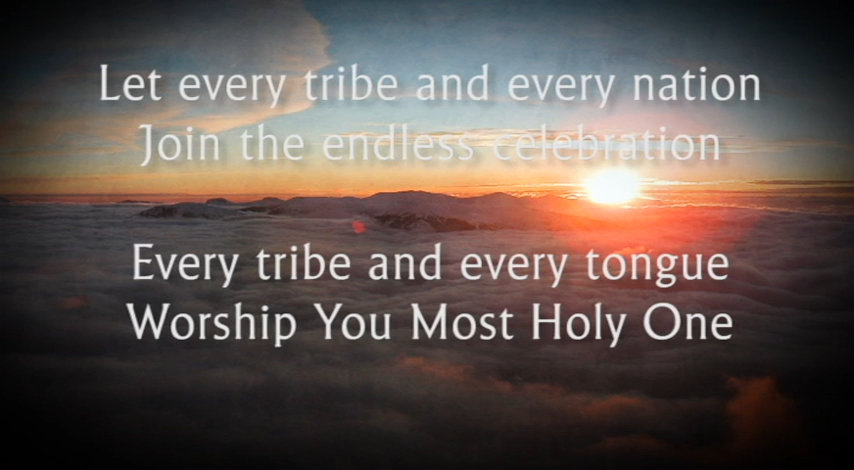 Let every tribe and every nation
Join the endless celebration
Every tribe and every tongue
Worship You Most Holy One